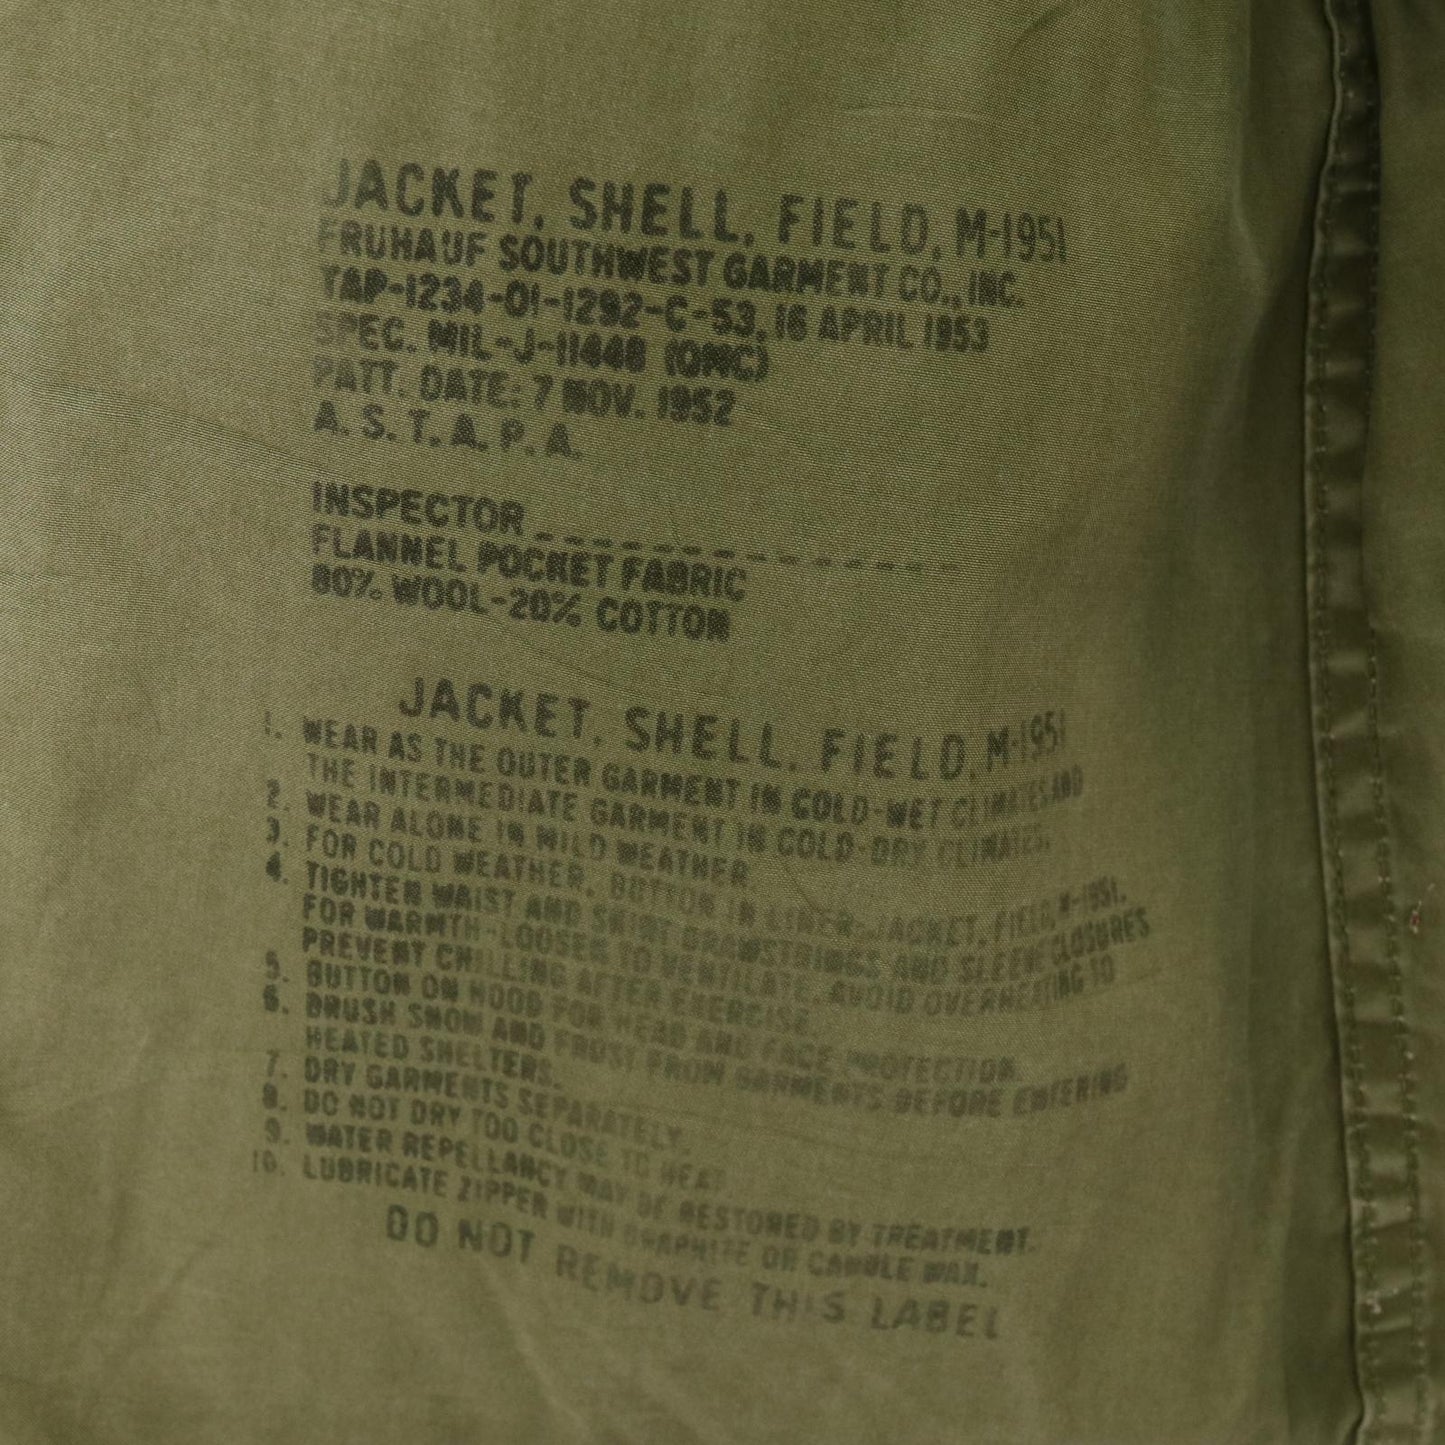 JACKET, SHELL, FIELD, M-1951
FRUHAUF SOUTHWEST GARMENT CO., INC.
TAP-1234-OI-1292-C-53, 16 APRIL 1953
SPEC. MIL-J-11448 (QMC)
PATT. DATE: 7 NOV. 1952
A. S. T. A. P. A.
INSPECTOR _ _ _ _ _ _ _ _ _ _ _ _ _ _ _
FLANNEL POCKET FABRIC
80% WOOL-20% COTTON
JACKET, SHELL, FIELD, M-1951
1. WEAR AS THE OUTER GARMENT IN COLD-WET CLIMATES AND
THE INTERMEDIATE GARMENT IN COLD-DRY CLIMATES.
2. WEAR ALONE IN MILD WEATHER.
3. FOR COLD WEATHER, BUTTON IN LINER-JACKET, FIELD, M-1951.
4. TIGHTEN WAIST AND SKIRT DRAWSTRINGS AND SLEEVE CLOSURES
FOR WARMTH-LOOSEN TO VENTILATE. AVOID OVERHEATING TO
PREVENT CHILLING AFTER EXERCISE.
5. BUTTON ON HOOD FOR HEAD AND FACE PROTECTION.
6. BRUSH SNOW AND FROST FROM GARMENTS BEFORE ENTERING
HEATED SHELTERS.
7. DRY GARMENTS SEPARATELY.
8. DO NOT DRY TOO CLOSE TO HEAT
9. WATER REPELLANCY MAY BE RESTORED BY TREATMENT.
10. LUBRICATE ZIPPER WITH GRAPHITE OR CANDLE WAX.
DO NOT REMOVE THIS LABEL